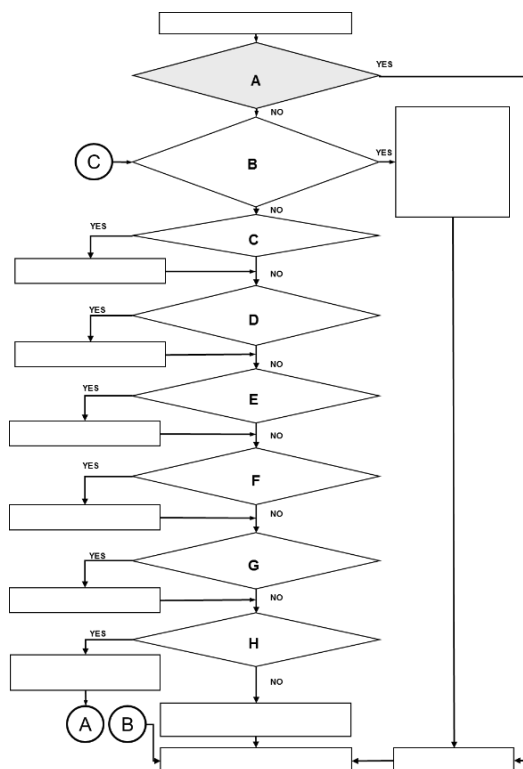 YES
A
NO
C
B
YES
NO
YES
C
NO
YES
D
NO
YES
E
NO
YES
F
NO
YES
G
NO
YES
H
NO
A
B